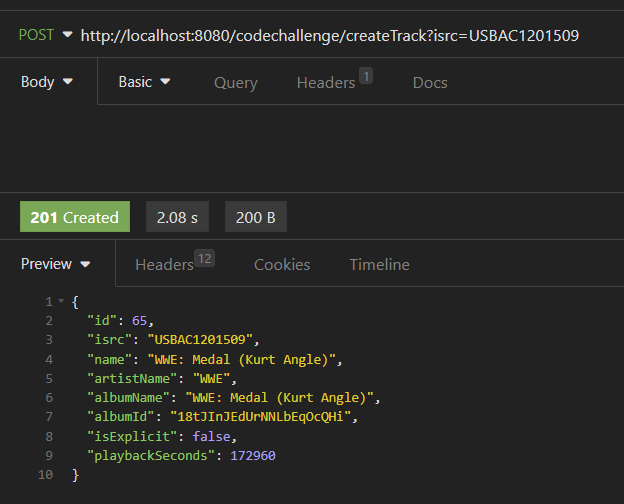 POST http://localhost:8080/codechallenge/createTrack?isrc=USBAC1201509
Body Basic Query Headers 1 Docs
201 Created 2.08 s 200 B
Preview Headers 12 Cookies Timeline
1 {
2 "id": 65,
3 "isrc": "USBAC1201509",
4 "name": "WWE: Medal (Kurt Angle)",
5 "artistName": "WWE",
6 "albumName": "WWE: Medal (Kurt Angle)",
7 "albumId": "18tJInJEdUrNNLbEqOcQHi",
8 "isExplicit": false,
9 "playbackSeconds": 172960
10 }